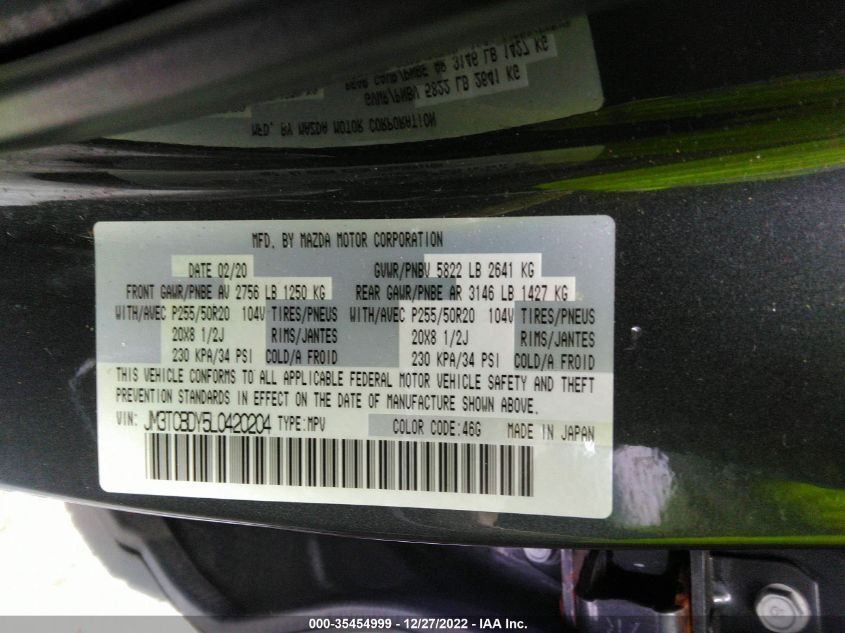 MFD. BY MAZDA MOTOR CORPORATION
DATE 02/20 GVWR/PNBV 5822 LB 2641 KG
FRONT GAWR/PNBE AV 2756 LB 1250 KG REAR GAWR/PNBE AR 3146 LB 1427 KG
WITH/AVEC P255/50R20 104V TIRES/PNEUS WITH/AVEC P255/50R20 104V TIRES/PNEUS
20X8 1/2J RIMS/JANTES 20X8 1/2J RIMS/JANTES
230 KPA/34 PSI COLD/A FROID 230 KPA/34 PSI COLD/A FROID
THIS VEHICLE CONFORMS TO ALL APPLICABLE FEDERAL MOTOR VEHICLE SAFETY AND THEFT
PREVENTION STANDARDS IN EFFECT ON THE DATE OF MANUFACTURE SHOWN ABOVE.
VIN: JM3TCBDY5L0420204 TYPE:MPV COLOR CODE:46G MADE IN JAPAN
000-35454999 - 12/27/2022 - IAA Inc.